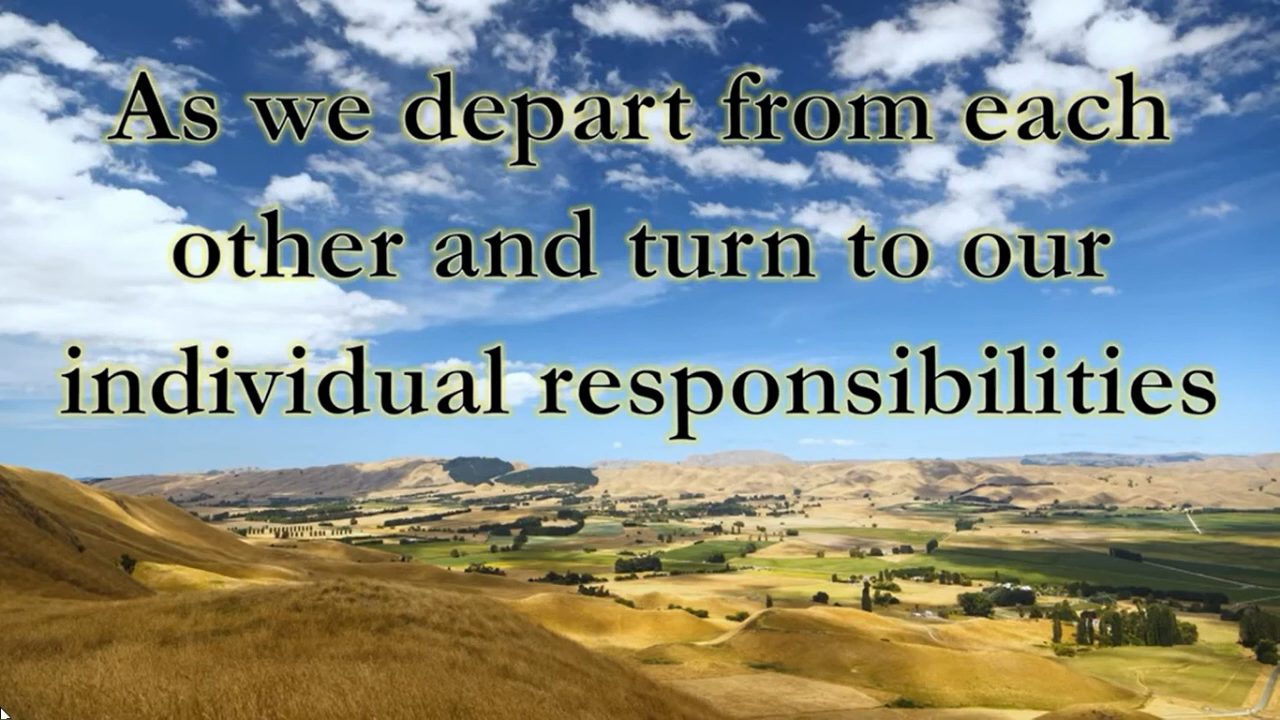 As we depart from each
other and turn to our
individual responsibilities